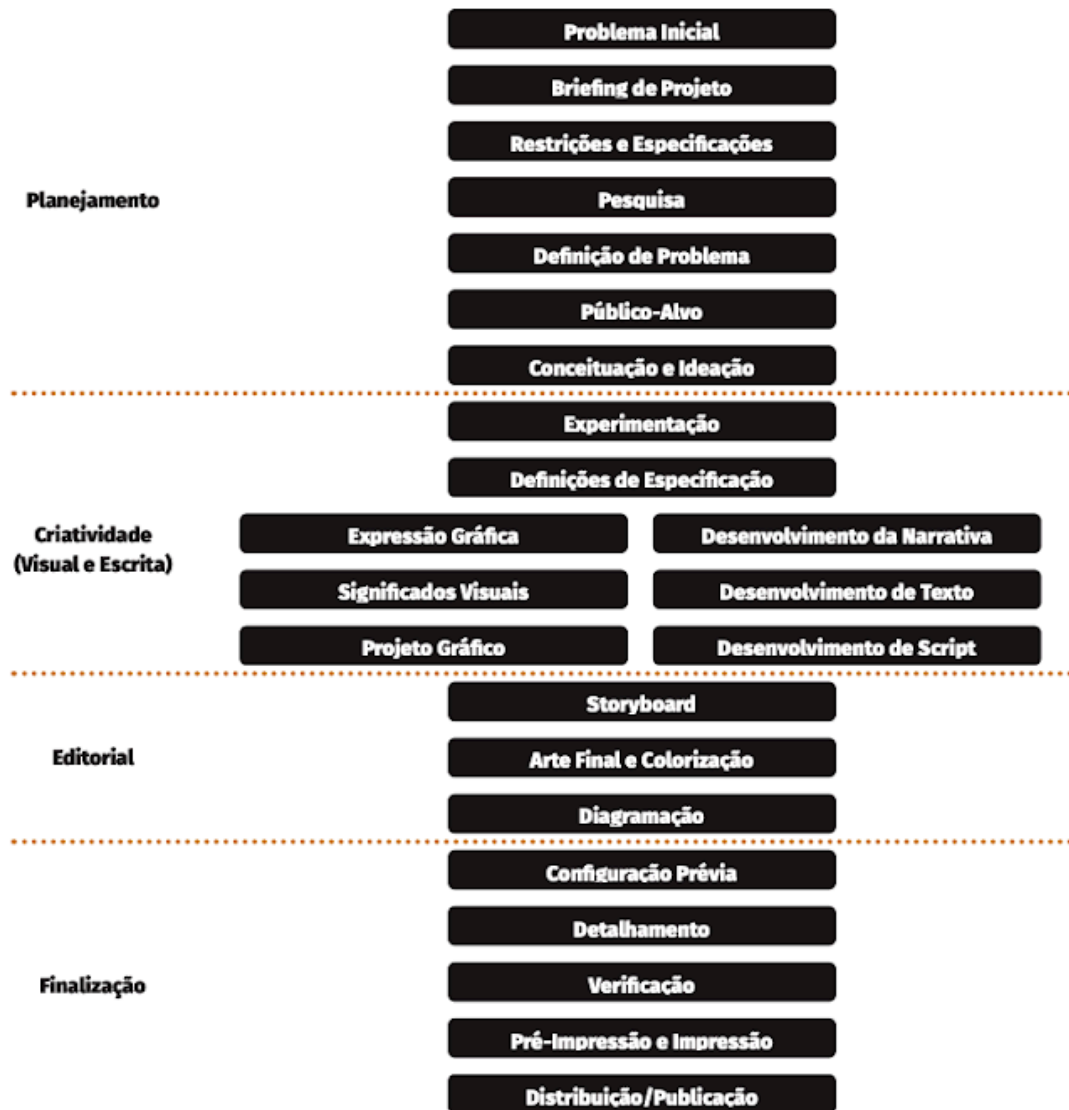 Problema Inicial
Briefing de Projeto
Restrições e Especificações
Planejamento
Pesquisa
Definição de Problema
Público-Alvo
Conceituação e Ideação
Experimentação
Definições de Especificação
Criatividade
(Visual e Escrita)
Expressão Gráfica
Desenvolvimento da Narrativa
Significados Visuais
Desenvolvimento de Texto
Projeto Gráfico
Desenvolvimento de Script
Storyboard
Editorial
Arte Final e Colorização
Diagramação
Configuração Prévia
Detalhamento
Finalização
Verificação
Pré-Impressão e Impressão
Distribuição/Publicação